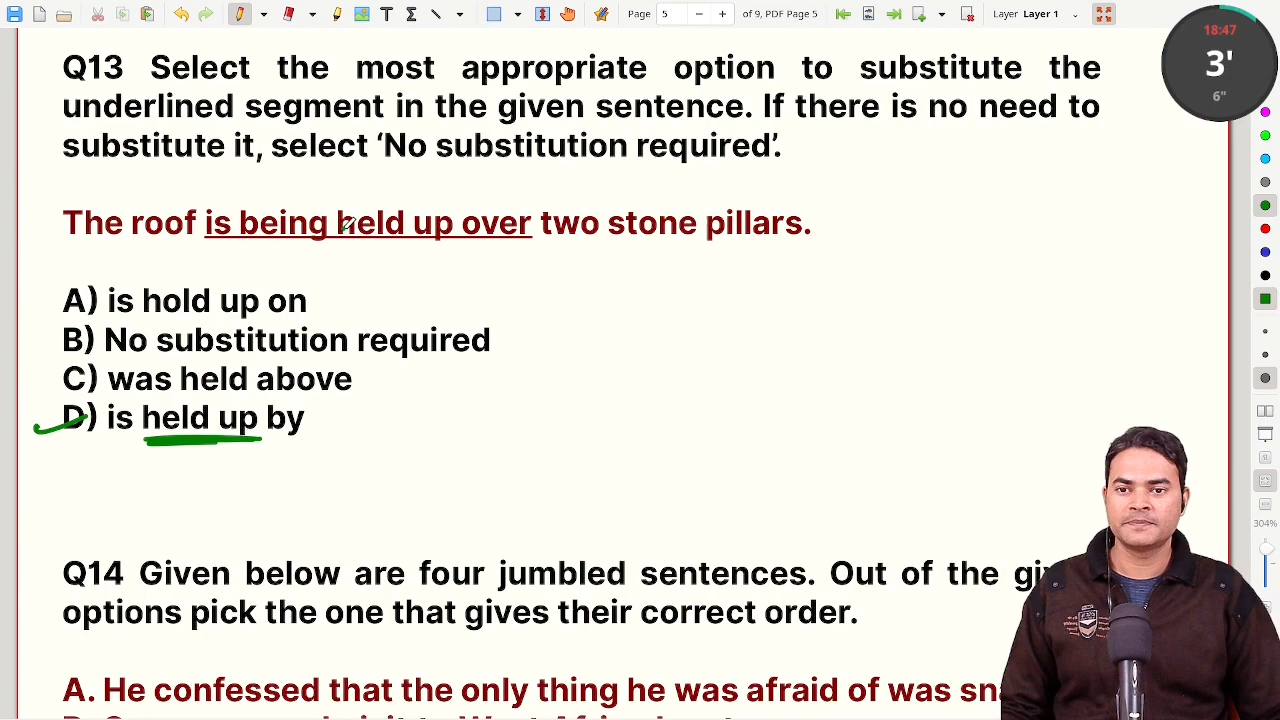 Page 5 of 9, PDF Page 5 Layer Layer 1
18:47
3'
6"
Q13 Select the most appropriate option to substitute the
underlined segment in the given sentence. If there is no need to
substitute it, select ‘No substitution required’.
The roof is being held up over two stone pillars.
A) is hold up on
B) No substitution required
C) was held above
D) is held up by
304%
Q14 Given below are four jumbled sentences. Out of the
options pick the one that gives their correct order.
A. He confessed that the only thing he was afraid of was